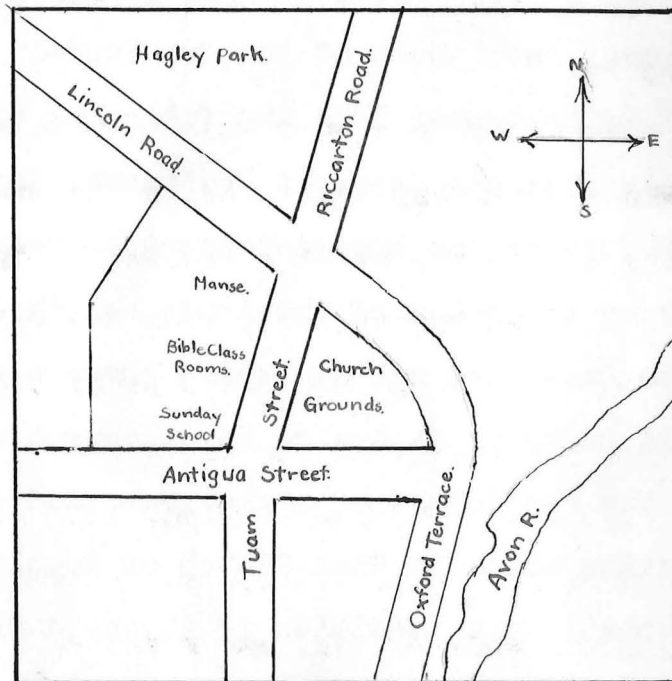 Hagley Park.
Lincoln Road.
Riccarton Road.
N
W E
S
Manse.
Bible Class
Rooms.
Sunday
School
Street.
Church
Grounds.
Antigua Street.
Tuam
Oxford Terrace.
Avon R.